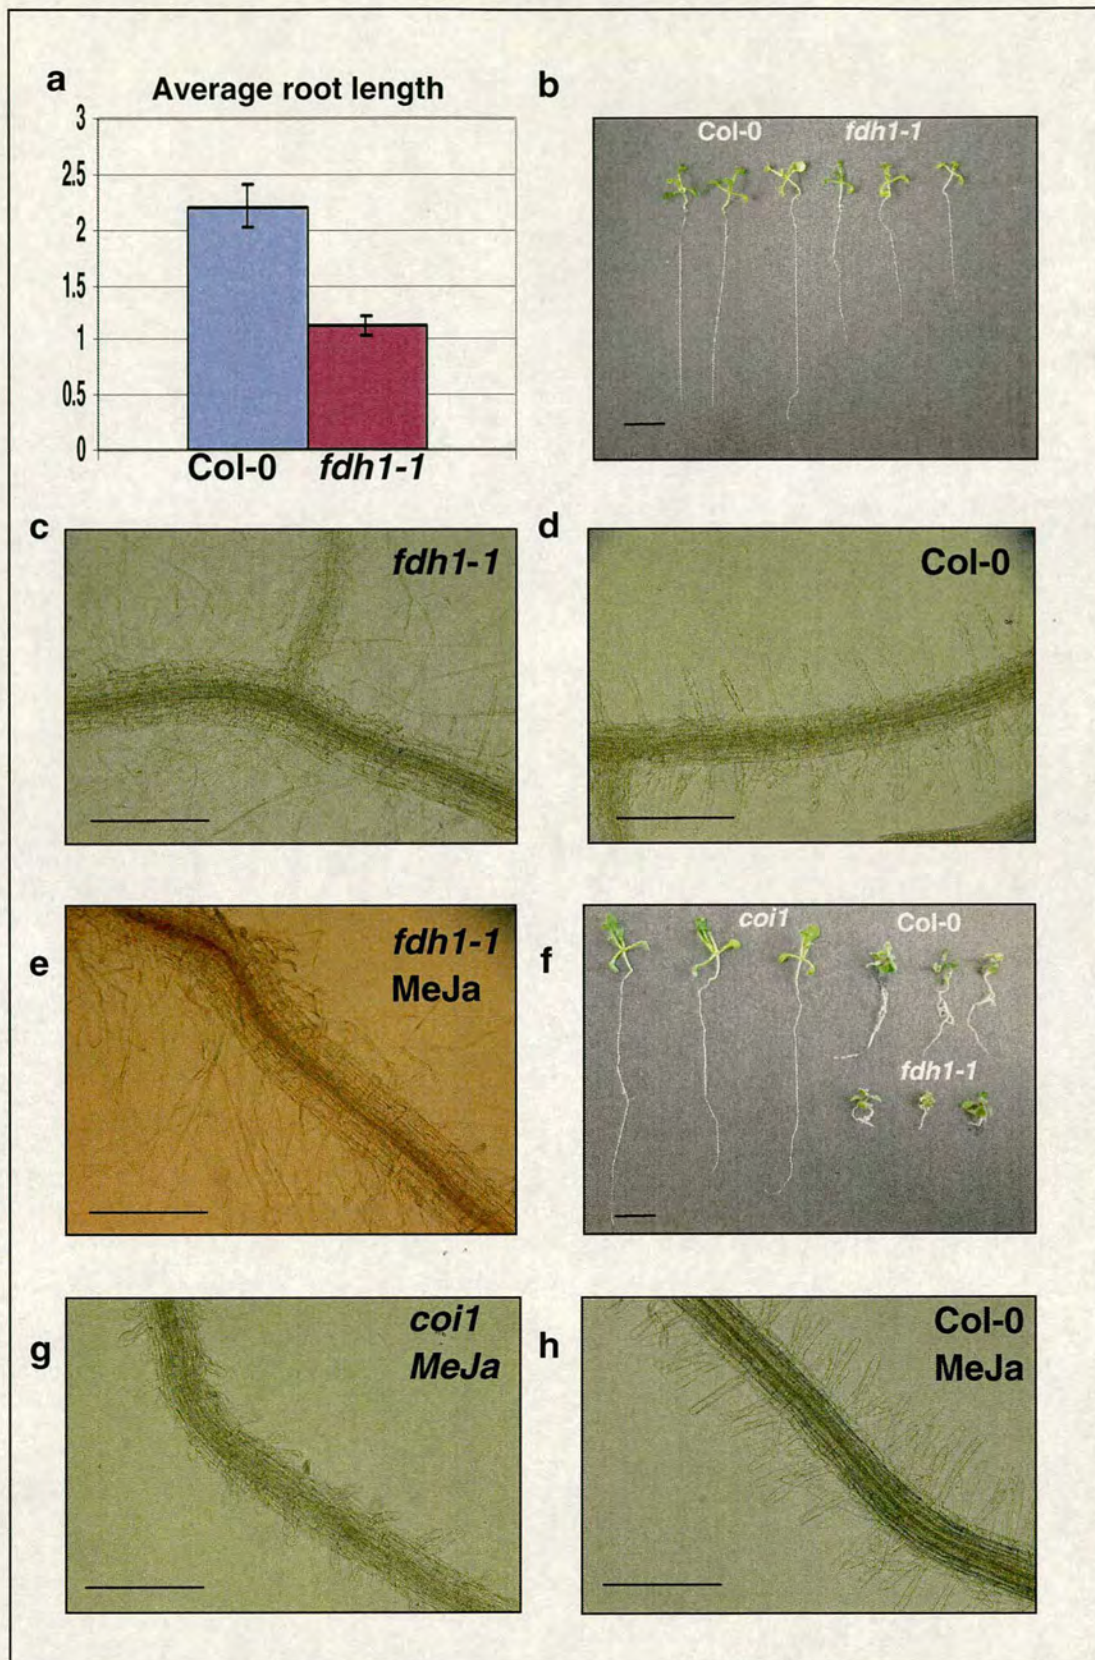 a
Average root length
3
2.5
2
1.5
1
0.5
0
Col-0 fdh1-1
b
Col-0 fdh1-1
c
fdh1-1
d
Col-0
e
fdh1-1
MeJa
f
coi1 Col-0
fdh1-1
g
coi1
MeJa
h
Col-0
MeJa